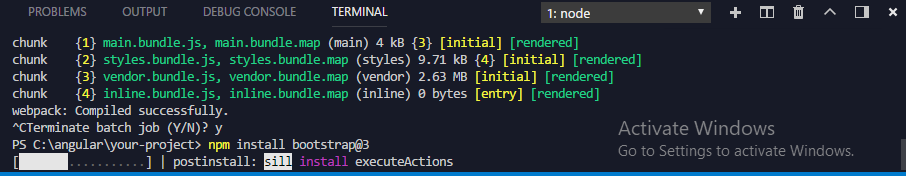 PROBLEMS OUTPUT DEBUG CONSOLE TERMINAL 1: node
chunk {1} main.bundle.js, main.bundle.map (main) 4 kB {3} [initial] [rendered]
chunk {2} styles.bundle.js, styles.bundle.map (styles) 9.71 kB {4} [initial] [rendered]
chunk {3} vendor.bundle.js, vendor.bundle.map (vendor) 2.63 MB [initial] [rendered]
chunk {4} inline.bundle.js, inline.bundle.map (inline) 0 bytes [entry] [rendered]
webpack: Compiled successfully.
^CTerminate batch job (Y/N)? y
PS C:\angular\your-project> npm install bootstrap@3
[ ...........] | postinstall: sill install executeActions
Activate Windows
Go to Settings to activate Windows.